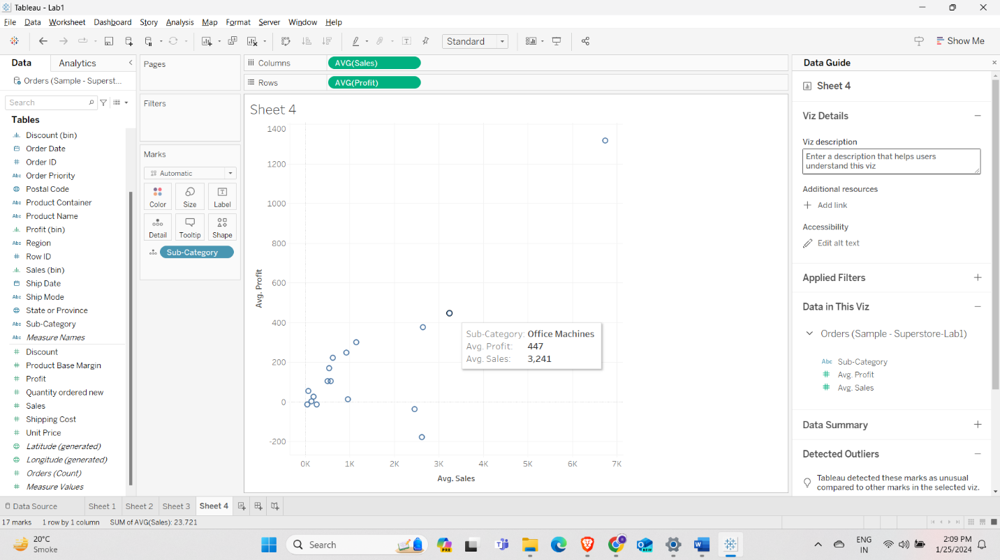 Tableau - Lab1
File Data Worksheet Dashboard Story Analysis Map Format Server Window Help
Standard
Show Me
Data Analytics
Orders (Sample - Superst...
Search
Tables
Discount (bin)
Order Date
Order ID
Abc Order Priority
Postal Code
Abc Product Container
Abc Product Name
Profit (bin)
Abc Region
Row ID
Sales (bin)
Ship Date
Abc Ship Mode
State or Province
Abc Sub-Category
Abc Measure Names
Discount
Product Base Margin
Profit
Quantity ordered new
Sales
Shipping Cost
Unit Price
Latitude (generated)
Longitude (generated)
Orders (Count)
Measure Values
Pages
Filters
Marks
Automatic
Color Size Label
Detail Tooltip Shape
Sub-Category
Columns AVG(Sales)
Rows AVG(Profit)
Sheet 4
1400
1200
1000
800
600
400
200
0
-200
Avg. Profit
0K 1K 2K 3K 4K 5K 6K 7K
Avg. Sales
Sub-Category: Office Machines
Avg. Profit: 447
Avg. Sales: 3,241
Data Guide
Sheet 4
Viz Details
Viz description
Enter a description that helps users
understand this viz
Additional resources
Add link
Accessibility
Edit alt text
Applied Filters
Data in This Viz
Orders (Sample - Superstore-Lab1)
Abc Sub-Category
Avg. Profit
Avg. Sales
Data Summary
Detected Outliers
Tableau detected these marks as unusual
compared to other marks in the selected viz.
Data Source Sheet 1 Sheet 2 Sheet 3 Sheet 4
17 marks 1 row by 1 column SUM of AVG(Sales): 23.721
20°C
Smoke
Search
PRE
NEW
ENG
IN
2:09 PM
1/25/2024